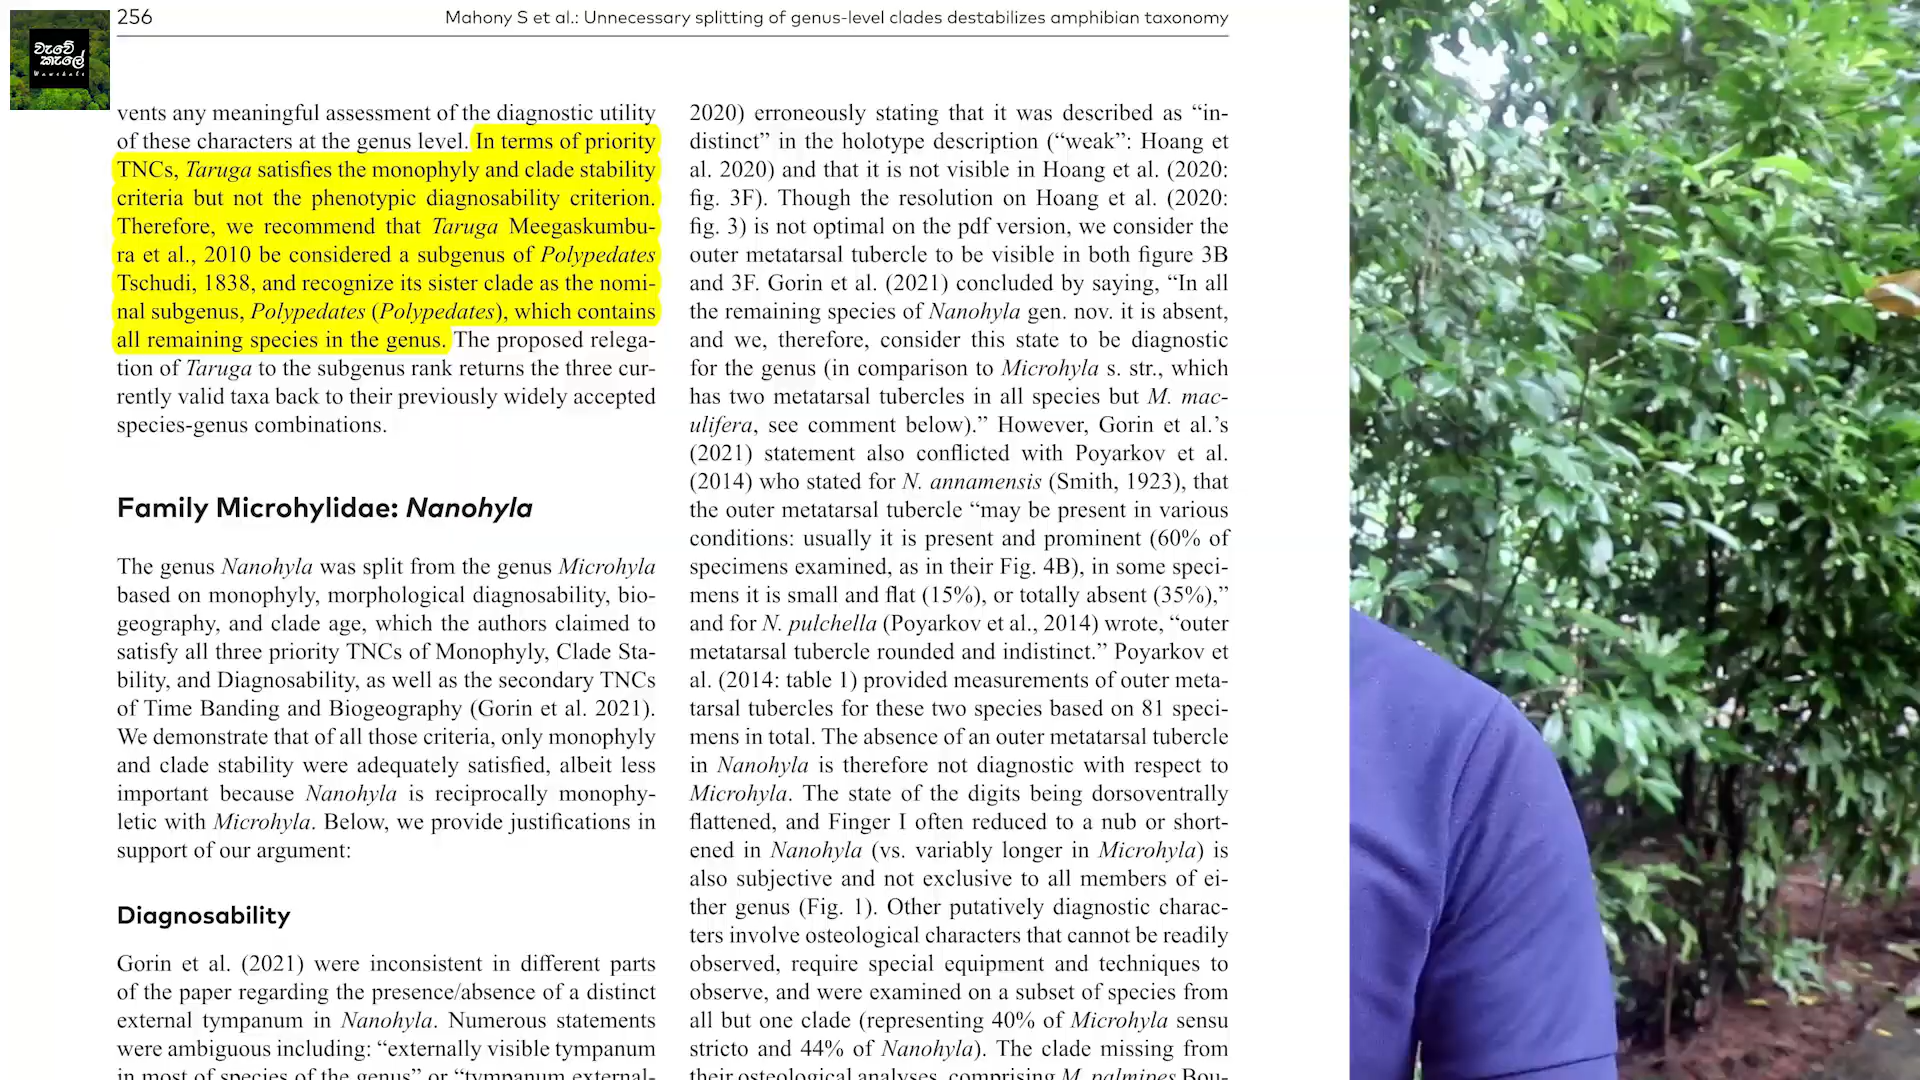 256
Mahony S et al.: Unnecessary splitting of genus-level clades destabilizes amphibian taxonomy
වැවේ
කැලේ
Wawekale
vents any meaningful assessment of the diagnostic utility
of these characters at the genus level. In terms of priority
TNCs, Taruga satisfies the monophyly and clade stability
criteria but not the phenotypic diagnosability criterion.
Therefore, we recommend that Taruga Meegaskumbu-
ra et al., 2010 be considered a subgenus of Polypedates
Tschudi, 1838, and recognize its sister clade as the nomi-
nal subgenus, Polypedates (Polypedates), which contains
all remaining species in the genus. The proposed relega-
tion of Taruga to the subgenus rank returns the three cur-
rently valid taxa back to their previously widely accepted
species-genus combinations.
Family Microhylidae: Nanohyla
The genus Nanohyla was split from the genus Microhyla
based on monophyly, morphological diagnosability, bio-
geography, and clade age, which the authors claimed to
satisfy all three priority TNCs of Monophyly, Clade Sta-
bility, and Diagnosability, as well as the secondary TNCs
of Time Banding and Biogeography (Gorin et al. 2021).
We demonstrate that of all those criteria, only monophyly
and clade stability were adequately satisfied, albeit less
important because Nanohyla is reciprocally monophy-
letic with Microhyla. Below, we provide justifications in
support of our argument:
Diagnosability
Gorin et al. (2021) were inconsistent in different parts
of the paper regarding the presence/absence of a distinct
external tympanum in Nanohyla. Numerous statements
were ambiguous including: “externally visible tympanum
in most of species of the genus” or “tympanum external-
2020) erroneously stating that it was described as “in-
distinct” in the holotype description (“weak”: Hoang et
al. 2020) and that it is not visible in Hoang et al. (2020:
fig. 3F). Though the resolution on Hoang et al. (2020:
fig. 3) is not optimal on the pdf version, we consider the
outer metatarsal tubercle to be visible in both figure 3B
and 3F. Gorin et al. (2021) concluded by saying, “In all
the remaining species of Nanohyla gen. nov. it is absent,
and we, therefore, consider this state to be diagnostic
for the genus (in comparison to Microhyla s. str., which
has two metatarsal tubercles in all species but M. mac-
ulifera, see comment below).” However, Gorin et al.’s
(2021) statement also conflicted with Poyarkov et al.
(2014) who stated for N. annamensis (Smith, 1923), that
the outer metatarsal tubercle “may be present in various
conditions: usually it is present and prominent (60% of
specimens examined, as in their Fig. 4B), in some speci-
mens it is small and flat (15%), or totally absent (35%),”
and for N. pulchella (Poyarkov et al., 2014) wrote, “outer
metatarsal tubercle rounded and indistinct.” Poyarkov et
al. (2014: table 1) provided measurements of outer meta-
tarsal tubercles for these two species based on 81 speci-
mens in total. The absence of an outer metatarsal tubercle
in Nanohyla is therefore not diagnostic with respect to
Microhyla. The state of the digits being dorsoventrally
flattened, and Finger I often reduced to a nub or short-
ened in Nanohyla (vs. variably longer in Microhyla) is
also subjective and not exclusive to all members of ei-
ther genus (Fig. 1). Other putatively diagnostic charac-
ters involve osteological characters that cannot be readily
observed, require special equipment and techniques to
observe, and were examined on a subset of species from
all but one clade (representing 40% of Microhyla sensu
stricto and 44% of Nanohyla). The clade missing from
their osteological analyses, comprising M. palmipes Bou-